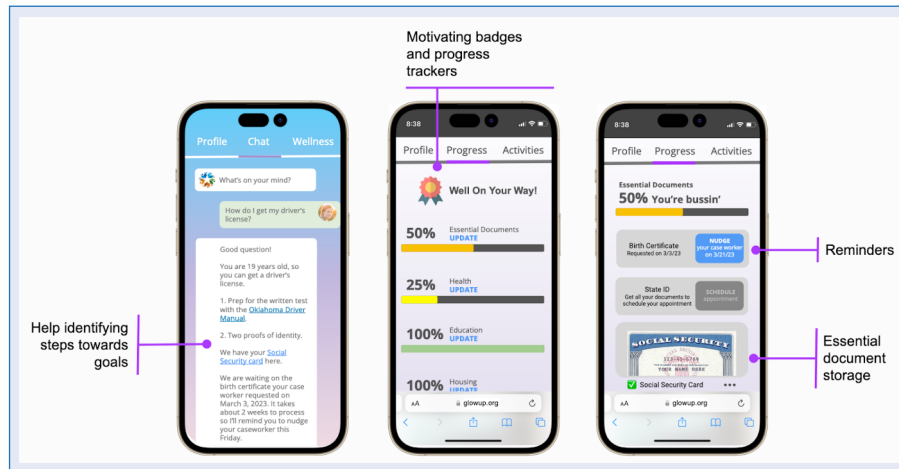 Motivating badges
and progress
trackers
Profile Chat Wellness
What's on your mind?
How do I get my driver's
license?
Good question!
You are 19 years old, so
you can get a driver's
license.
1. Prep for the written test
with the Oklahoma Driver
Manual.
2. Two proofs of identity.
We have your Social
Security card here.
We are waiting on the
birth certificate your case
worker requested on
March 3, 2023. It takes
about 2 weeks to process
so I'll remind you to nudge
your caseworker this
Friday.
Help identifying
steps towards
goals
8:38
Profile Progress Activities
Well On Your Way!
50% Essential Documents
UPDATE
25% Health
UPDATE
100% Education
UPDATE
100% Housing
UPDATE
AA glowup.org
8:38
Profile Progress Activities
Essential Documents
50% You're bussin'
Birth Certificate
Requested on 3/3/23
NUDGE
your case worker
on 3/21/23
State ID
Get all your documents to
schedule your appointment
SCHEDULE
appointment
SOCIAL SECURITY
YOUR NAME HERE
Social Security Card
AA glowup.org
Reminders
Essential
document
storage